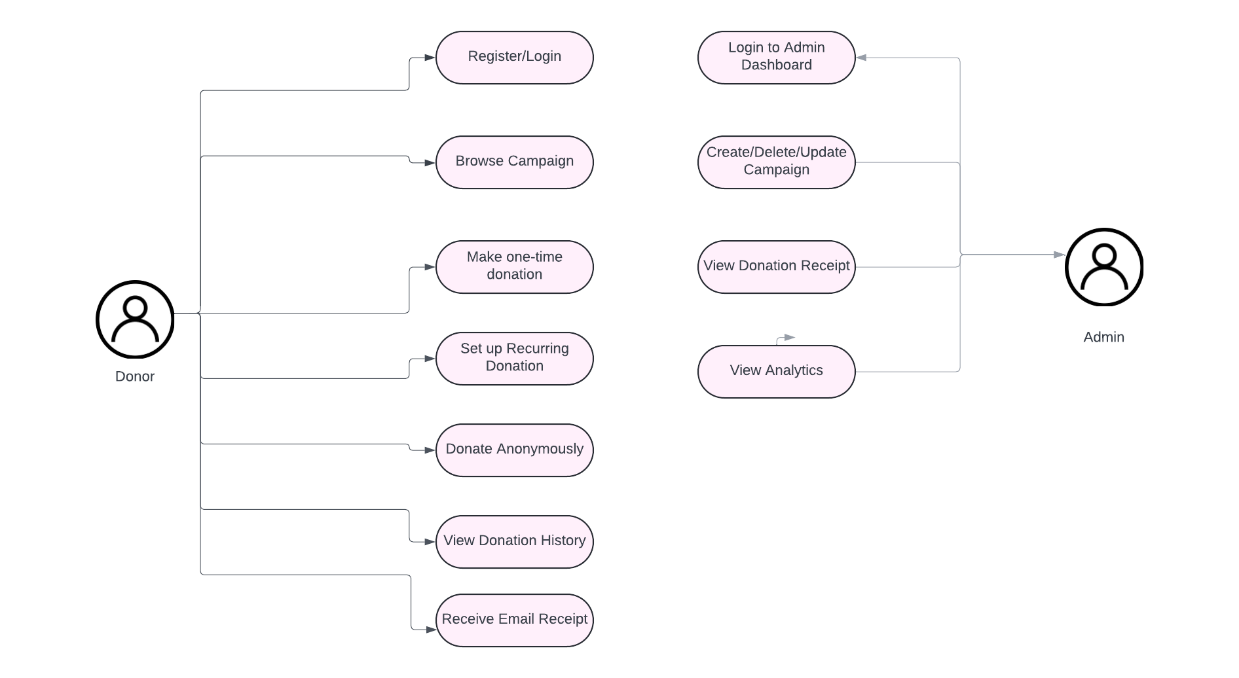 Register/Login
Browse Campaign
Make one-time
donation
Set up Recurring
Donation
Donate Anonymously
View Donation History
Receive Email Receipt
Donor
Login to Admin
Dashboard
Create/Delete/Update
Campaign
View Donation Receipt
View Analytics
Admin